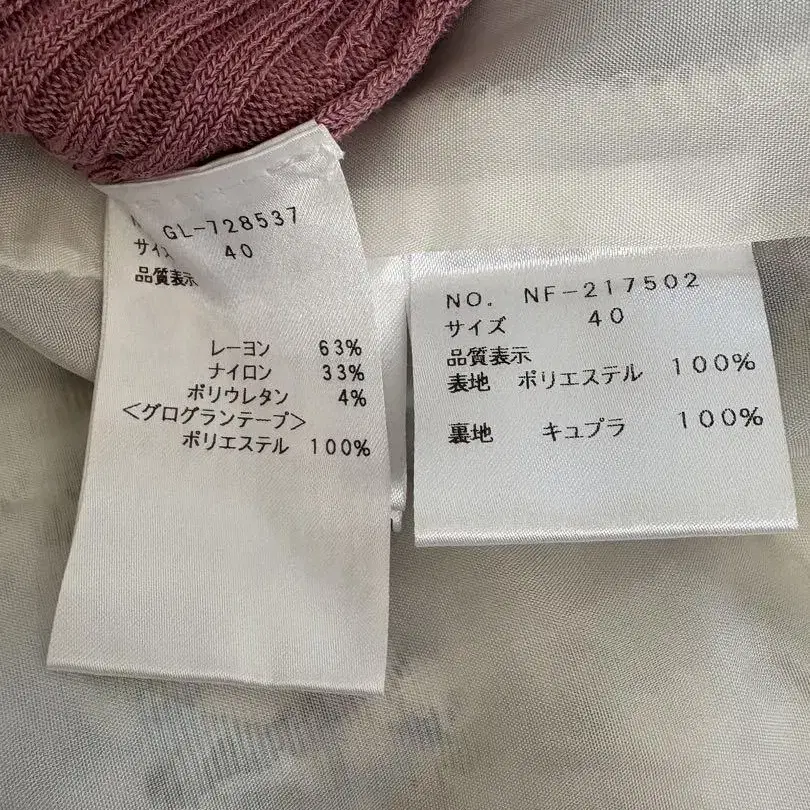 GL-728537
サイズ 40
品質表示
レーヨン 63%
ナイロン 33%
ポリウレタン 4%
<グログランテープ>
ポリエステル 100%
NO. NF-217502
サイズ 40
品質表示
表地 ポリエステル 100%
裏地 キュプラ 100%